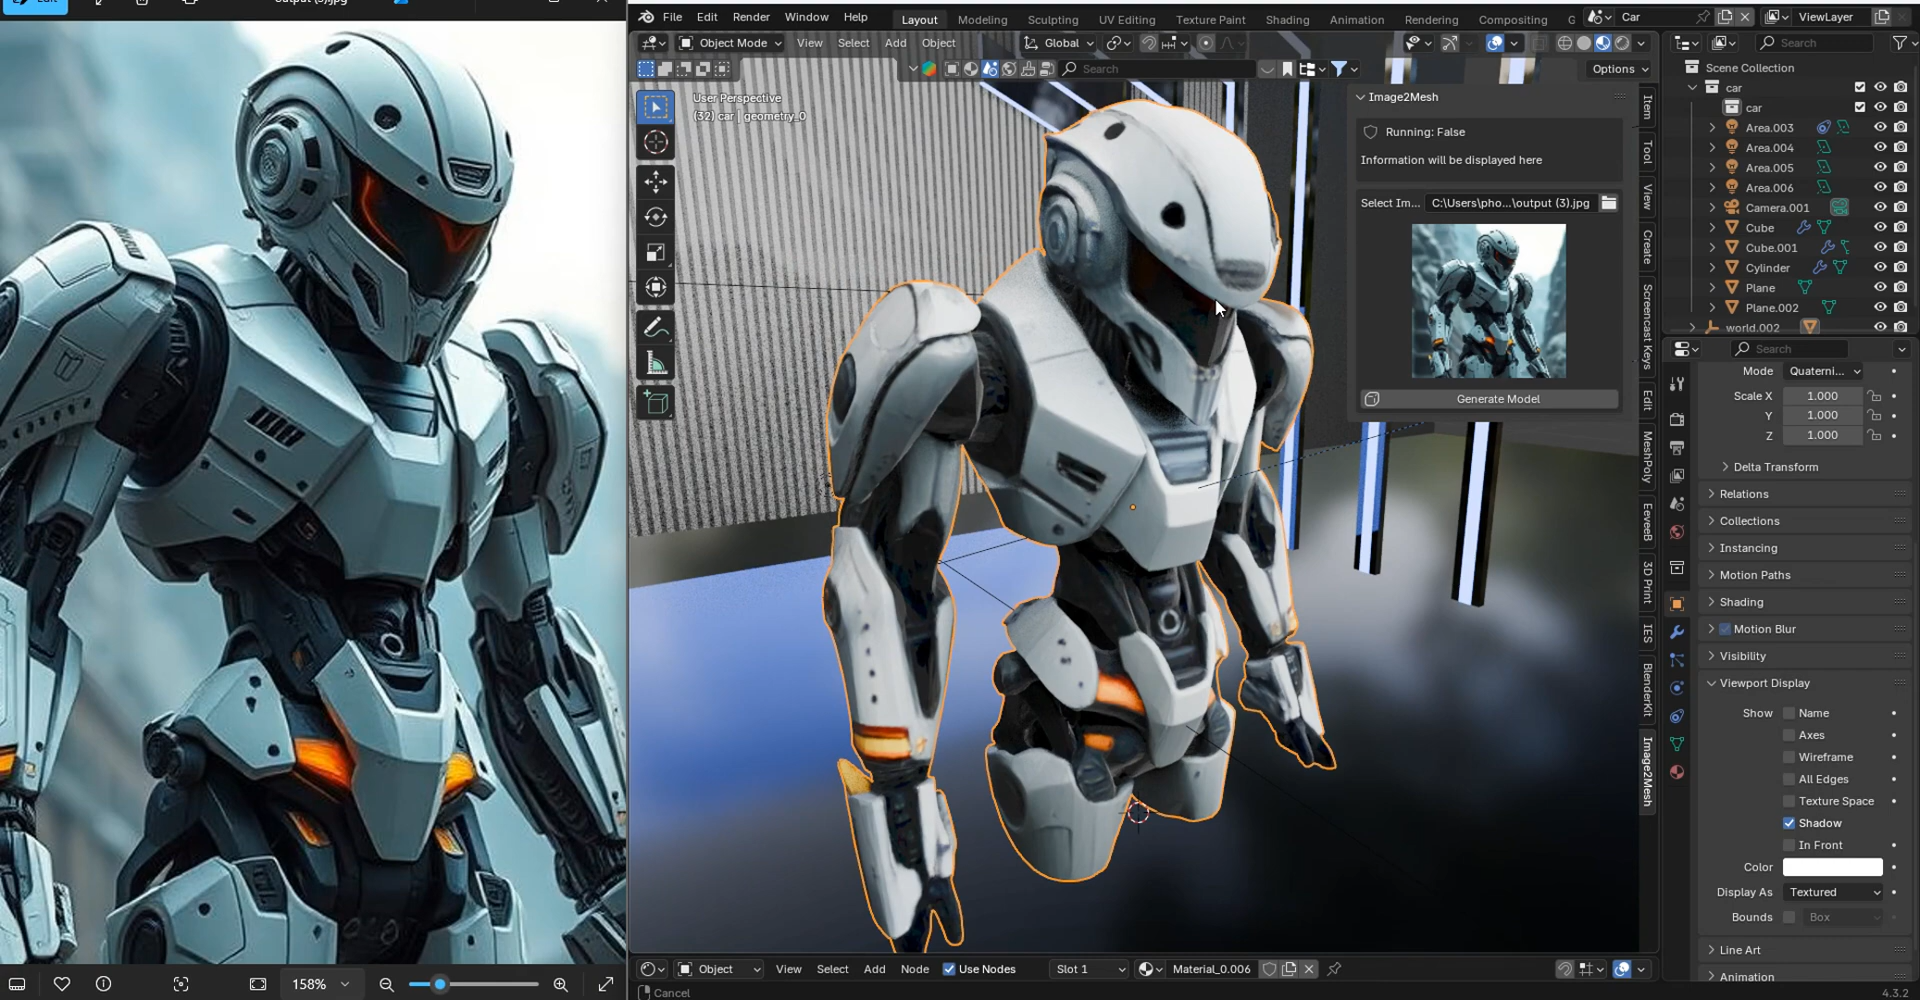 Edit
output (3).jpg
158%
File Edit Render Window Help
Layout Modeling Sculpting UV Editing Texture Paint Shading Animation Rendering Compositing G
Car
ViewLayer
Object Mode View Select Add Object
Global
Search
Search
Options
User Perspective
(32) car | geometry_0
Image2Mesh
Running: False
Information will be displayed here
Select Im... C:\Users\pho...\output (3).jpg
Generate Model
Item
Tool
View
Create
Screencast Keys
Edit
MeshPoly
EeveeB
3D Print
IES
BlenderKit
Image2Mesh
Scene Collection
car
car
Area.003
Area.004
Area.005
Area.006
Camera.001
Cube
Cube.001
Cylinder
Plane
Plane.002
world.002
Search
Mode Quaterni...
Scale X 1.000
Y 1.000
Z 1.000
Delta Transform
Relations
Collections
Instancing
Motion Paths
Shading
Motion Blur
Visibility
Viewport Display
Show Name
Axes
Wireframe
All Edges
Texture Space
Shadow
In Front
Color
Display As Textured
Bounds Box
Line Art
Animation
Object View Select Add Node Use Nodes Slot 1 Material_0.006
Cancel
4.3.2